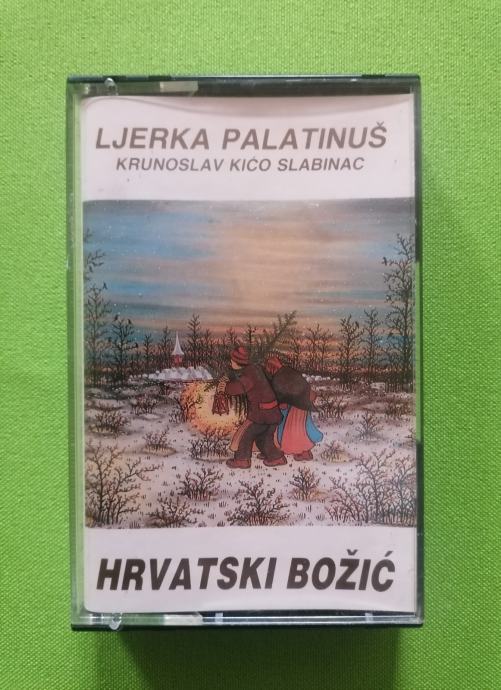 LJERKA PALATINUŠ
KRUNOSLAV KIĆO SLABINAC
HRVATSKI BOŽIĆ